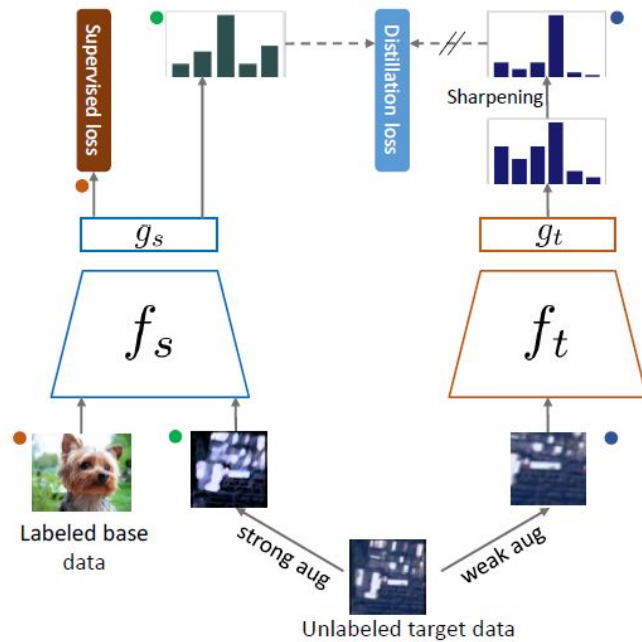 Supervised loss
Distillation loss
Sharpening
g_s
g_t
f_s
f_t
Labeled base
data
strong aug
weak aug
Unlabeled target data